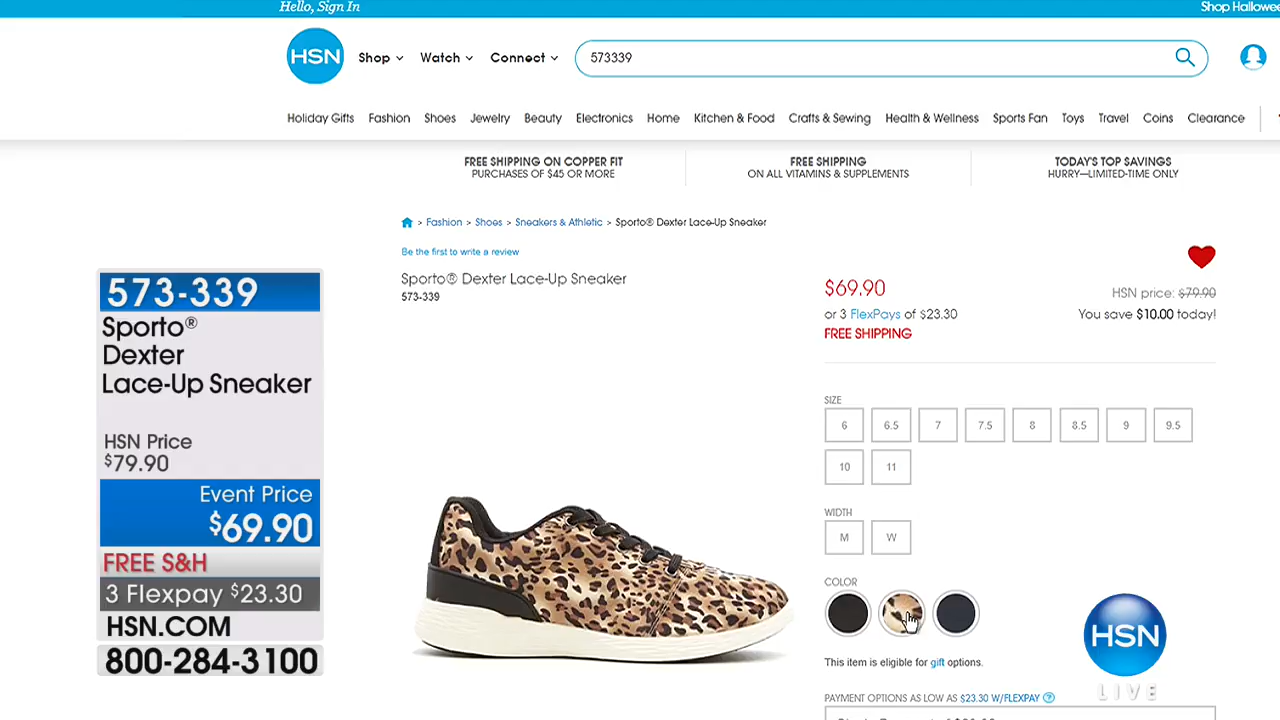 Hello, Sign In
Shop Hallowee
HSN
Shop
Watch
Connect
573339
Holiday Gifts
Fashion
Shoes
Jewelry
Beauty
Electronics
Home
Kitchen & Food
Crafts & Sewing
Health & Wellness
Sports Fan
Toys
Travel
Coins
Clearance
FREE SHIPPING ON COPPER FIT
PURCHASES OF $45 OR MORE
FREE SHIPPING
ON ALL VITAMINS & SUPPLEMENTS
TODAY'S TOP SAVINGS
HURRY—LIMITED-TIME ONLY
> Fashion > Shoes > Sneakers & Athletic > Sporto® Dexter Lace-Up Sneaker
Be the first to write a review
Sporto® Dexter Lace-Up Sneaker
573-339
$69.90
HSN price: $79.90
or 3 FlexPays of $23.30
You save $10.00 today!
FREE SHIPPING
SIZE
6
6.5
7
7.5
8
8.5
9
9.5
10
11
WIDTH
M
W
COLOR
This item is eligible for gift options.
PAYMENT OPTIONS AS LOW AS $23.30 W/FLEXPAY ?
573-339
Sporto®
Dexter
Lace-Up Sneaker
HSN Price
$79.90
Event Price
$69.90
FREE S&H
3 Flexpay $23.30
HSN.COM
800-284-3100
HSN
LIVE